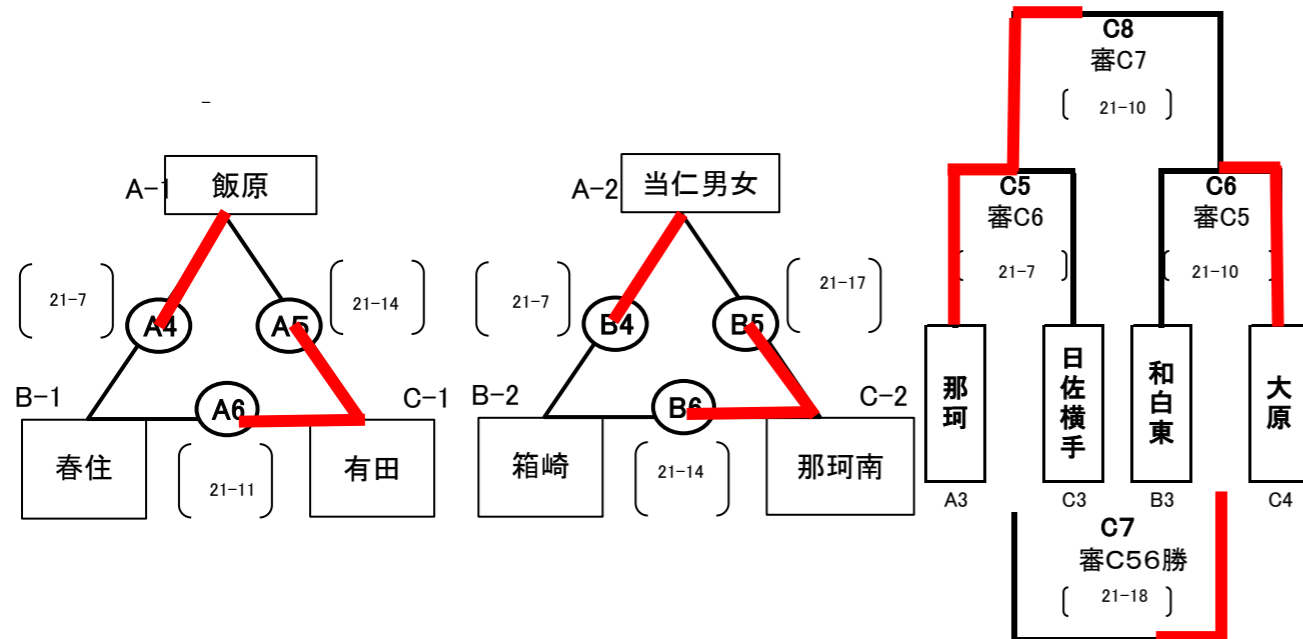 -
A-1
飯原
21-7
21-14
A4
A5
B-1
A6
C-1
春住
21-11
有田
A-2
当仁男女
21-7
21-17
B4
B5
B-2
B6
C-2
箱崎
21-14
那珂南
C8
審C7
21-10
C5
審C6
21-7
C6
審C5
21-10
那珂
日佐横手
和白東
大原
A3
C3
B3
C4
C7
審C56勝
21-18